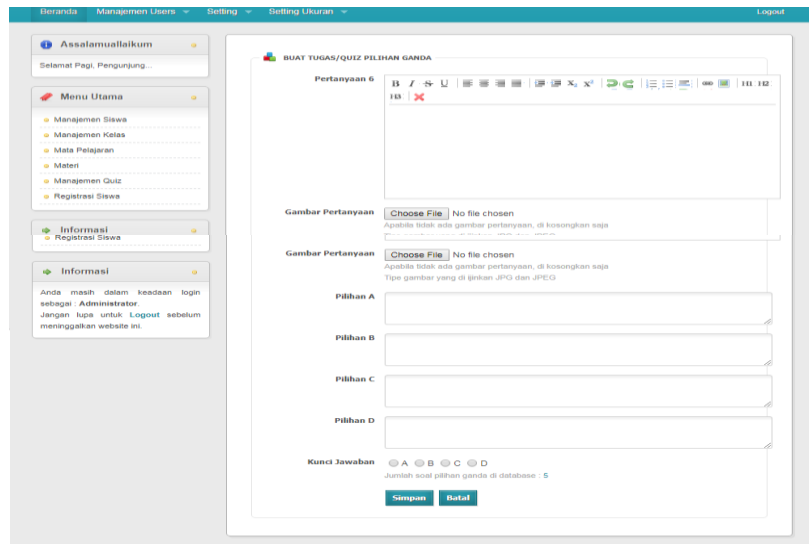 Beranda Manajemen Users Setting Setting Ukuran Logout
Assalamuallaikum
Selamat Pagi, Pengunjung...
Menu Utama
Manajemen Siswa
Manajemen Kelas
Mata Pelajaran
Materi
Manajemen Quiz
Registrasi Siswa
Informasi
Registrasi Siswa
Informasi
Anda masih dalam keadaan login
sebagai : Administrator.
Jangan lupa untuk Logout sebelum
meninggalkan website ini.
BUAT TUGAS/QUIZ PILIHAN GANDA
Pertanyaan 6
B I S U X₂ X² H1 H2
H3
Gambar Pertanyaan Choose File No file chosen
Apabila tidak ada gambar pertanyaan, di kosongkan saja
Gambar Pertanyaan Choose File No file chosen
Apabila tidak ada gambar pertanyaan, di kosongkan saja
Tipe gambar yang di ijinkan JPG dan JPEG
Pilihan A
Pilihan B
Pilihan C
Pilihan D
Kunci Jawaban A B C D
Jumlah soal pilihan ganda di database : 5
Simpan Batal